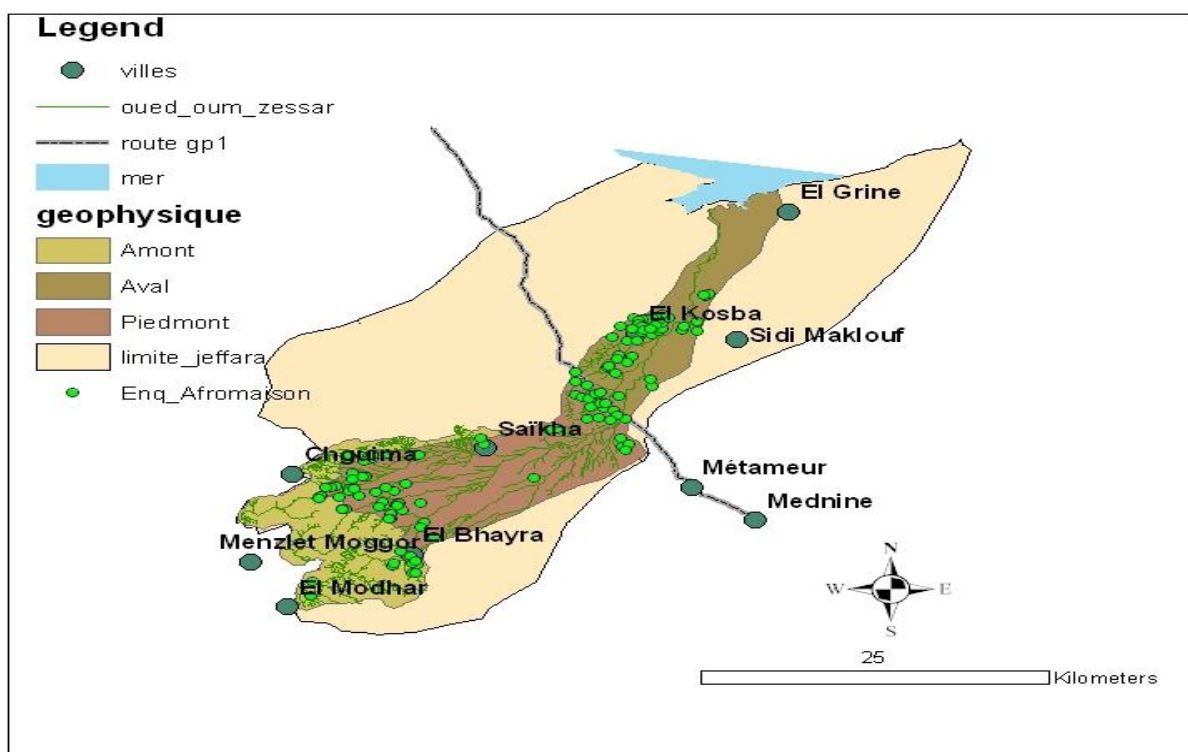 Legend
villes
oued_oum_zessar
route gp1
mer
geophysique
Amont
Aval
Piedmont
limite_jeffara
Enq_Afromaison
El Grine
El Kosba
Sidi Maklouf
Saïkha
Chguima
Métameur
Mednine
El Bhayra
Menzlet Moggor
El Modhar
N
W
E
S
25
Kilometers